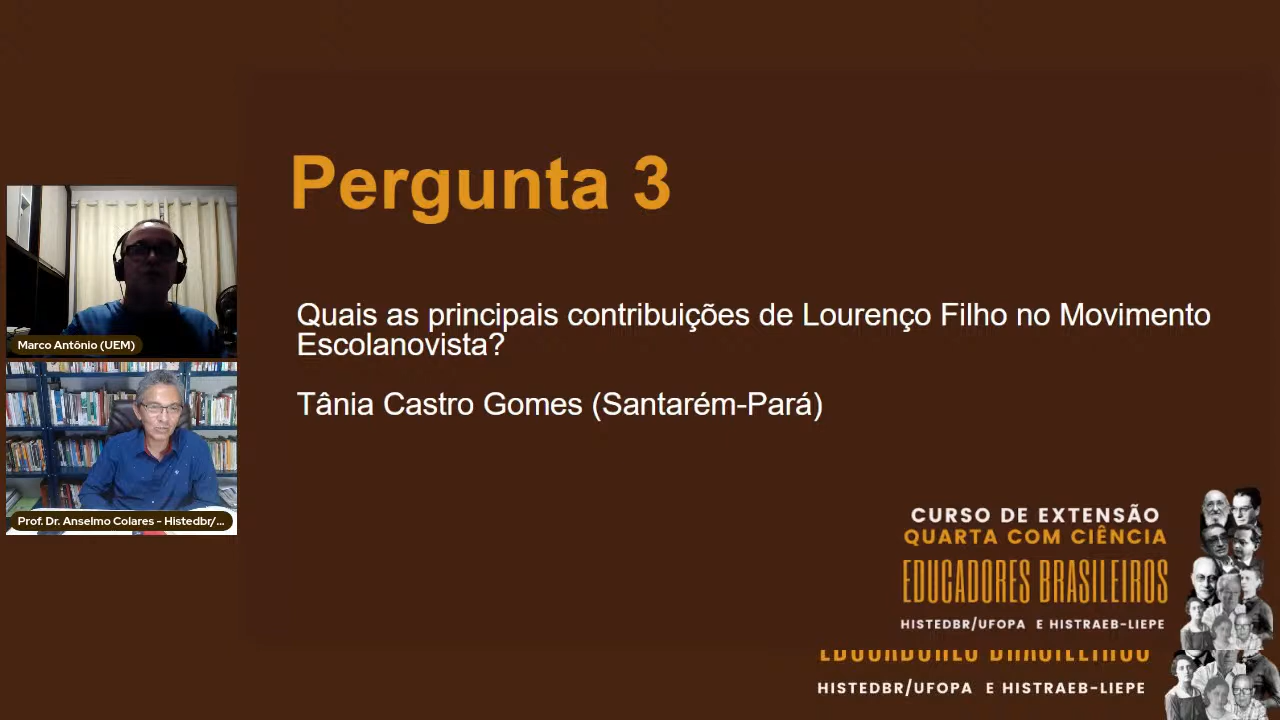 Pergunta 3
Quais as principais contribuições de Lourenço Filho no Movimento
Escolanovista?
Tânia Castro Gomes (Santarém-Pará)
Marco Antônio (UEM)
Prof. Dr. Anselmo Colares - Histedbr/...
CURSO DE EXTENSÃO
QUARTA COM CIÊNCIA
EDUCADORES BRASILEIROS
HISTEDBR/UFOPA E HISTRAEB-LIEPE
EDUCADORES BRASILEIROS
HISTEDBR/UFOPA E HISTRAEB-LIEPE